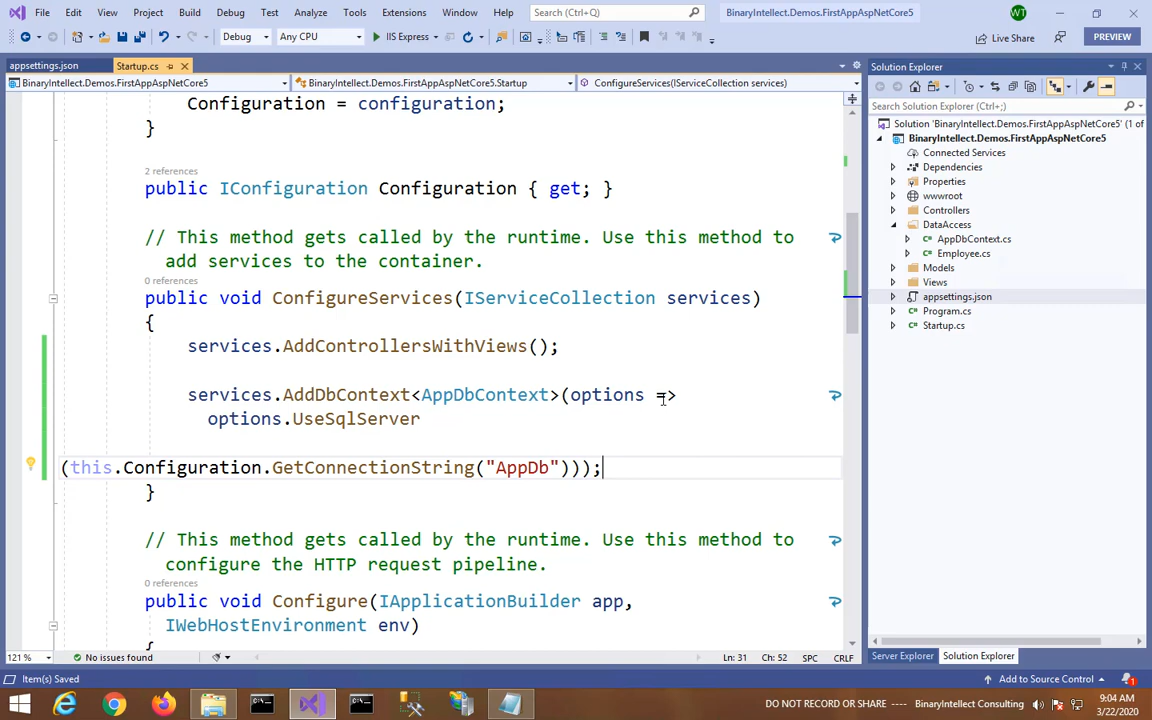 File Edit View Project Build Debug Test Analyze Tools Extensions Window Help Search (Ctrl+Q) BinaryIntellect.Demos.FirstAppAspNetCore5 WT
Debug Any CPU IIS Express Live Share PREVIEW
appsettings.json Startup.cs
BinaryIntellect.Demos.FirstAppAspNetCore5 BinaryIntellect.Demos.FirstAppAspNetCore5.Startup ConfigureServices(IServiceCollection services)
Configuration = configuration;
}
2 references
public IConfiguration Configuration { get; }
// This method gets called by the runtime. Use this method to
add services to the container.
0 references
public void ConfigureServices(IServiceCollection services)
{
services.AddControllersWithViews();
services.AddDbContext<AppDbContext>(options =>
options.UseSqlServer
(this.Configuration.GetConnectionString("AppDb")));
}
// This method gets called by the runtime. Use this method to
configure the HTTP request pipeline.
0 references
public void Configure(IApplicationBuilder app,
IWebHostEnvironment env)
{
121 % No issues found Ln: 31 Ch: 52 SPC CRLF
Solution Explorer
Search Solution Explorer (Ctrl+;)
Solution 'BinaryIntellect.Demos.FirstAppAspNetCore5' (1 of
BinaryIntellect.Demos.FirstAppAspNetCore5
Connected Services
Dependencies
Properties
wwwroot
Controllers
DataAccess
AppDbContext.cs
Employee.cs
Models
Views
appsettings.json
Program.cs
Startup.cs
Server Explorer Solution Explorer
Item(s) Saved Add to Source Control 1
DO NOT RECORD OR SHARE ---- BinaryIntellect Consulting 9:04 AM
3/22/2020